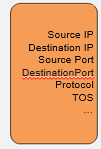 Source IP
Destination IP
Source Port
DestinationPort
Protocol
TOS
...